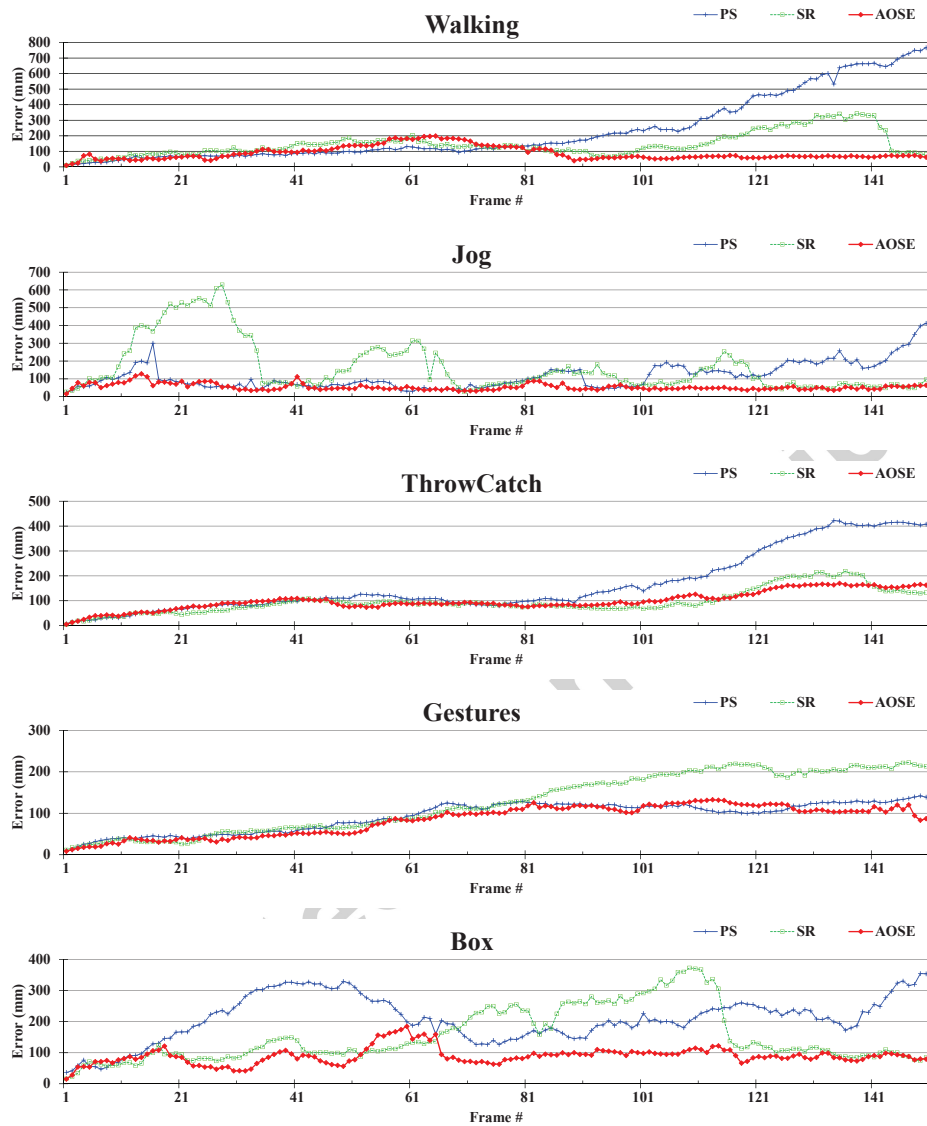 Walking
PS SR AOSE
Error (mm)
800
700
600
500
400
300
200
100
0
1 21 41 61 81 101 121 141
Frame #
Jog
PS SR AOSE
Error (mm)
700
600
500
400
300
200
100
0
1 21 41 61 81 101 121 141
Frame #
ThrowCatch
PS SR AOSE
Error (mm)
500
400
300
200
100
0
1 21 41 61 81 101 121 141
Frame #
Gestures
PS SR AOSE
Error (mm)
300
200
100
0
1 21 41 61 81 101 121 141
Frame #
Box
PS SR AOSE
Error (mm)
400
300
200
100
0
1 21 41 61 81 101 121 141
Frame #